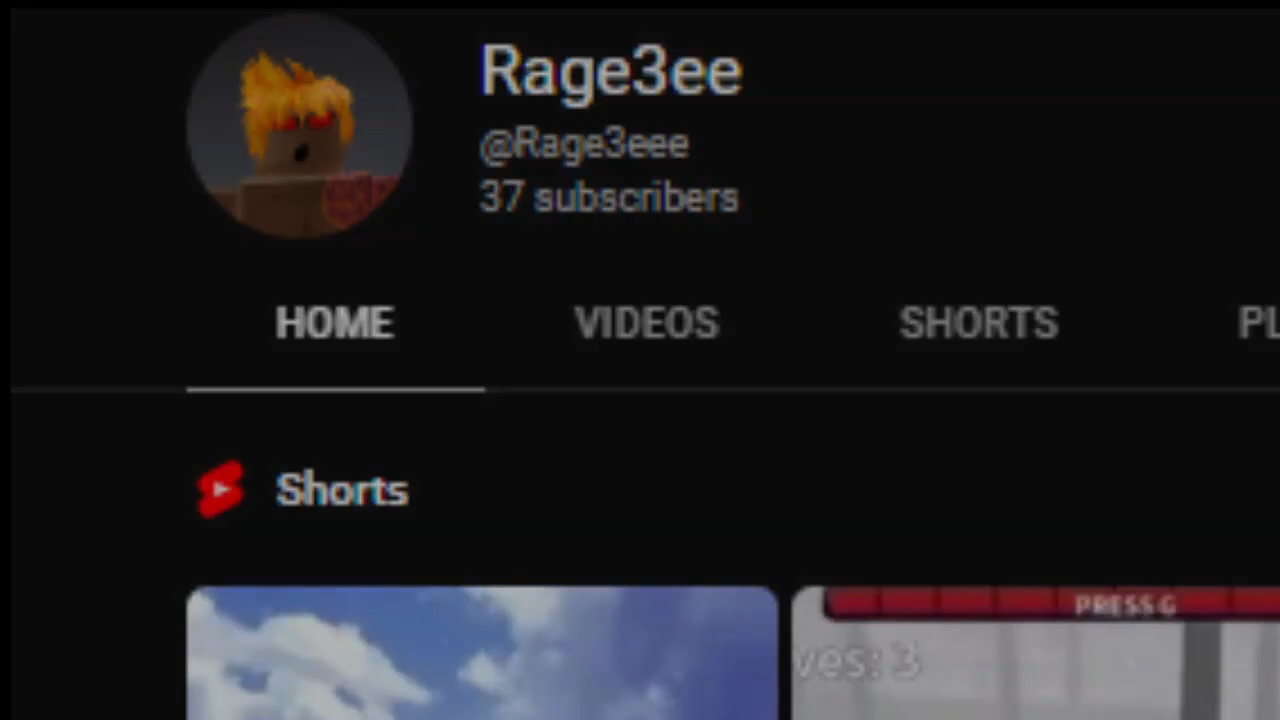 Rage3ee
@Rage3eee
37 subscribers
HOME VIDEOS SHORTS PL
Shorts
PRESS G
ves: 3